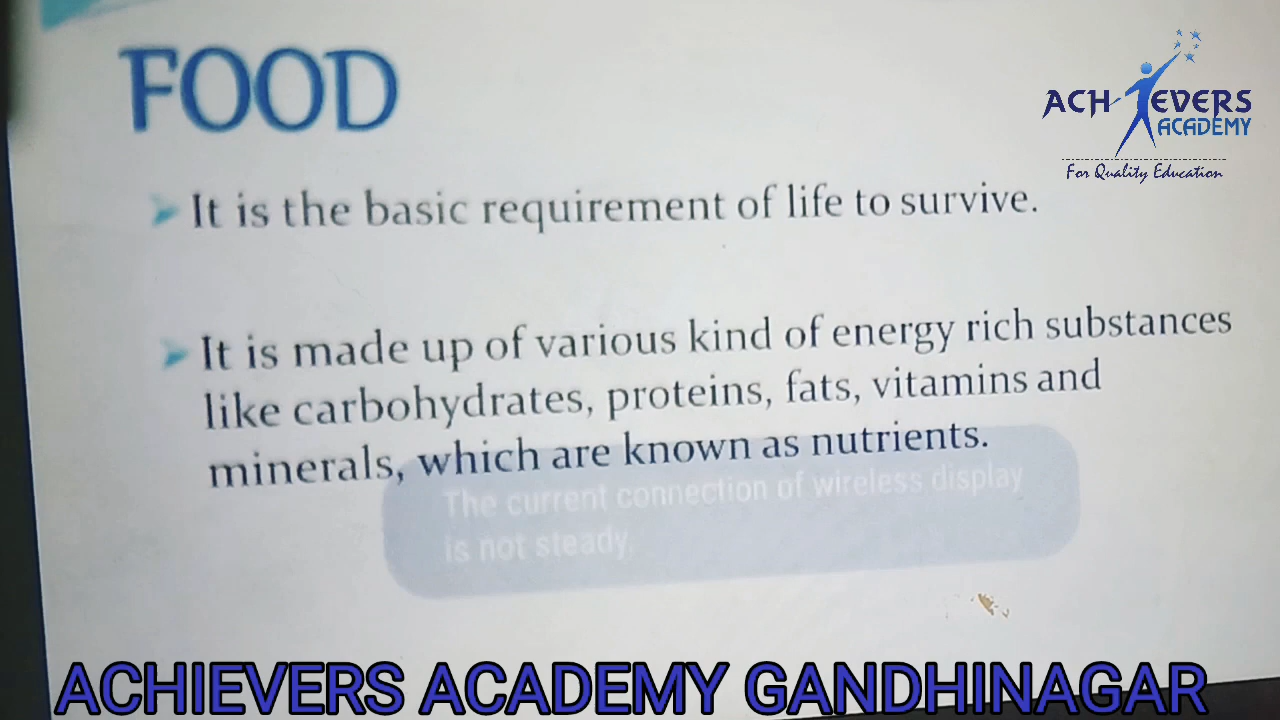 FOOD
ACHIEVERS
ACADEMY
For Quality Education
➢ It is the basic requirement of life to survive.
➢ It is made up of various kind of energy rich substances
like carbohydrates, proteins, fats, vitamins and
minerals, which are known as nutrients.
The current connection of wireless display
is not steady.
ACHIEVERS ACADEMY GANDHINAGAR